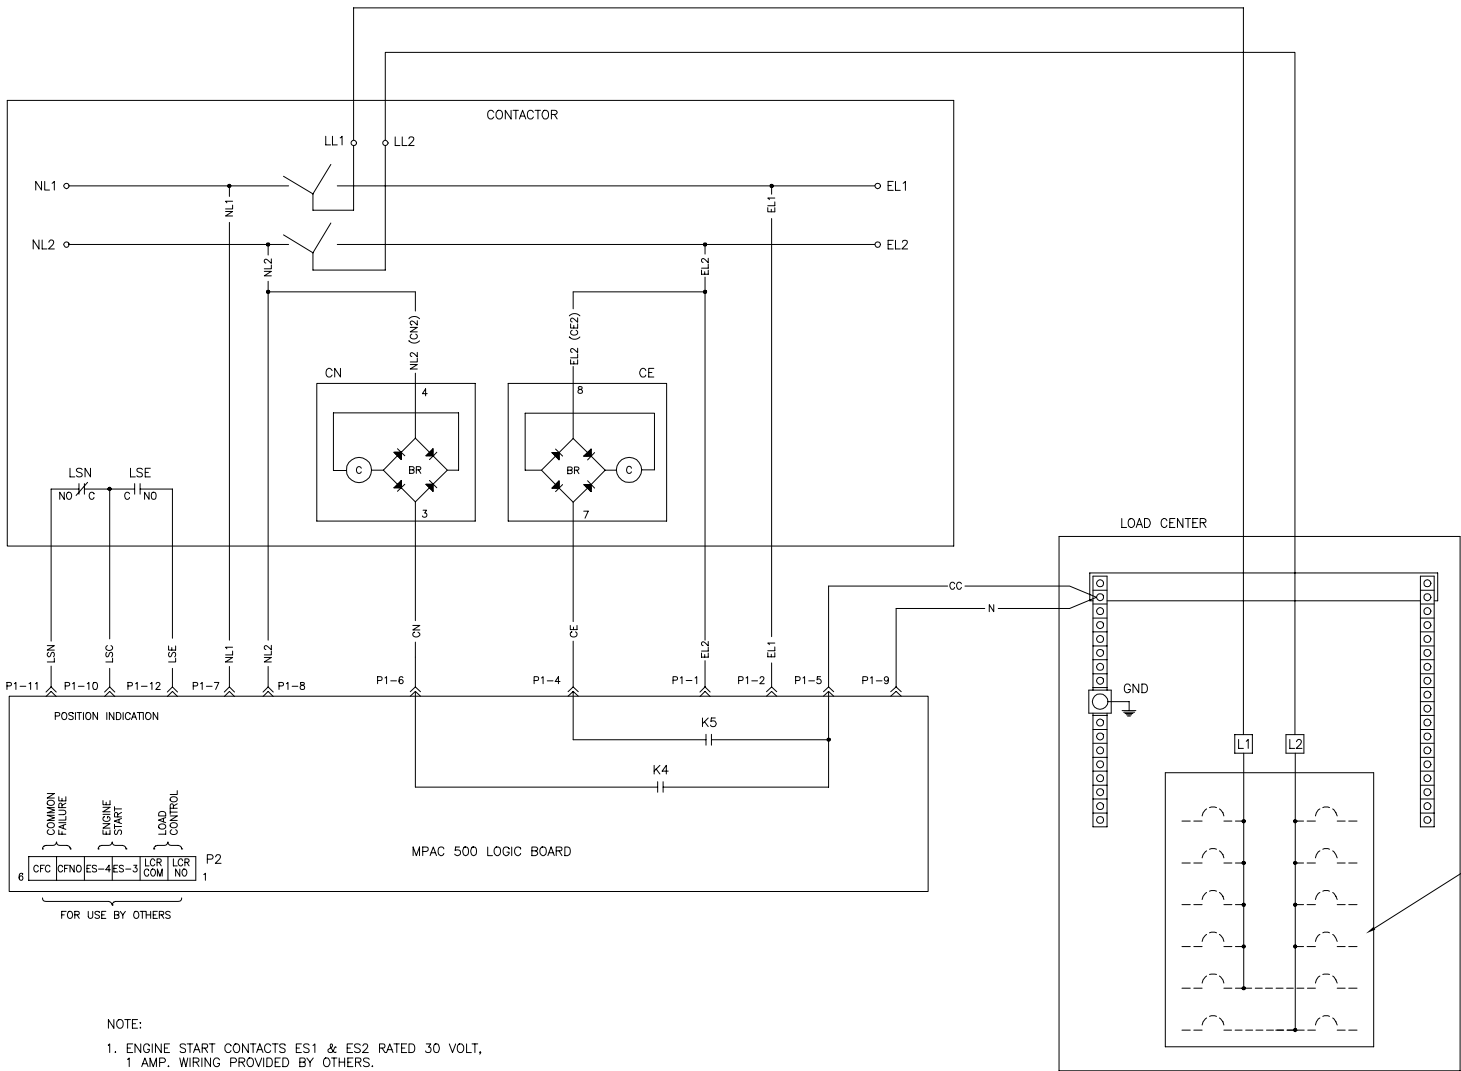 CONTACTOR
LL1
LL2
NL1
EL1
NL1
EL1
NL2
EL2
NL2
EL2
NL2 (CN2)
EL2 (CE2)
CN
CE
4
8
C
BR
BR
C
3
7
LSN
LSE
NO
C
C
NO
LOAD CENTER
CC
N
LSN
LSC
LSE
NL1
NL2
CN
CE
EL2
EL1
P1-11
P1-10
P1-12
P1-7
P1-8
P1-6
P1-4
P1-1
P1-2
P1-5
P1-9
GND
POSITION INDICATION
K5
K4
L1
L2
COMMON
FAILURE
ENGINE
START
LOAD
CONTROL
MPAC 500 LOGIC BOARD
P2
6
CFC
CFNO
ES-4
ES-3
LCR
COM
LCR
NO
1
FOR USE BY OTHERS
NOTE:
1. ENGINE START CONTACTS ES1 & ES2 RATED 30 VOLT,
1 AMP. WIRING PROVIDED BY OTHERS.